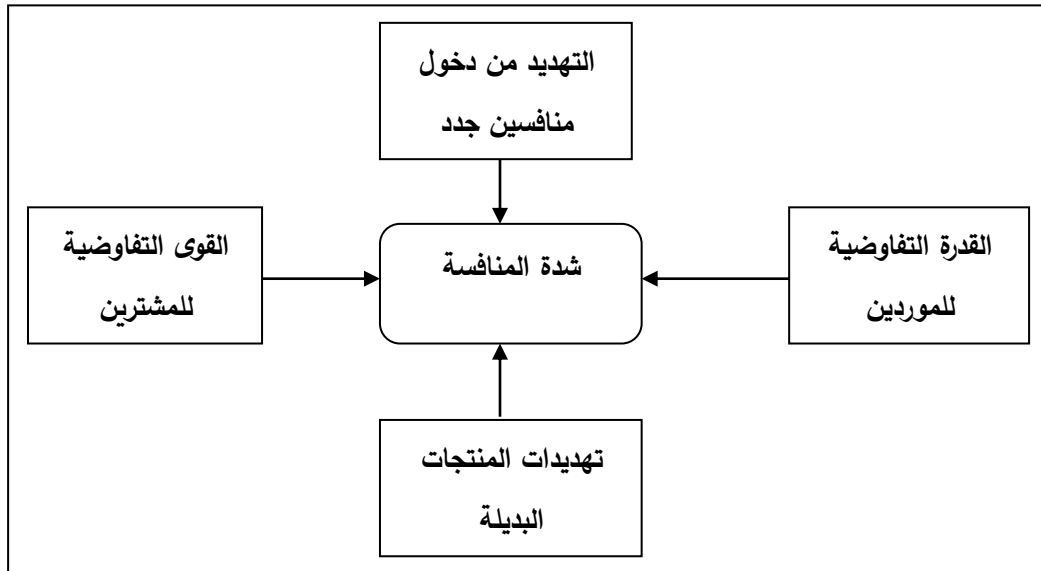 التهديد من دخول
منافسين جدد
القدرة التفاوضية
للموردين
شدة المنافسة
القوى التفاوضية
للمشترين
تهديدات المنتجات
البديلة